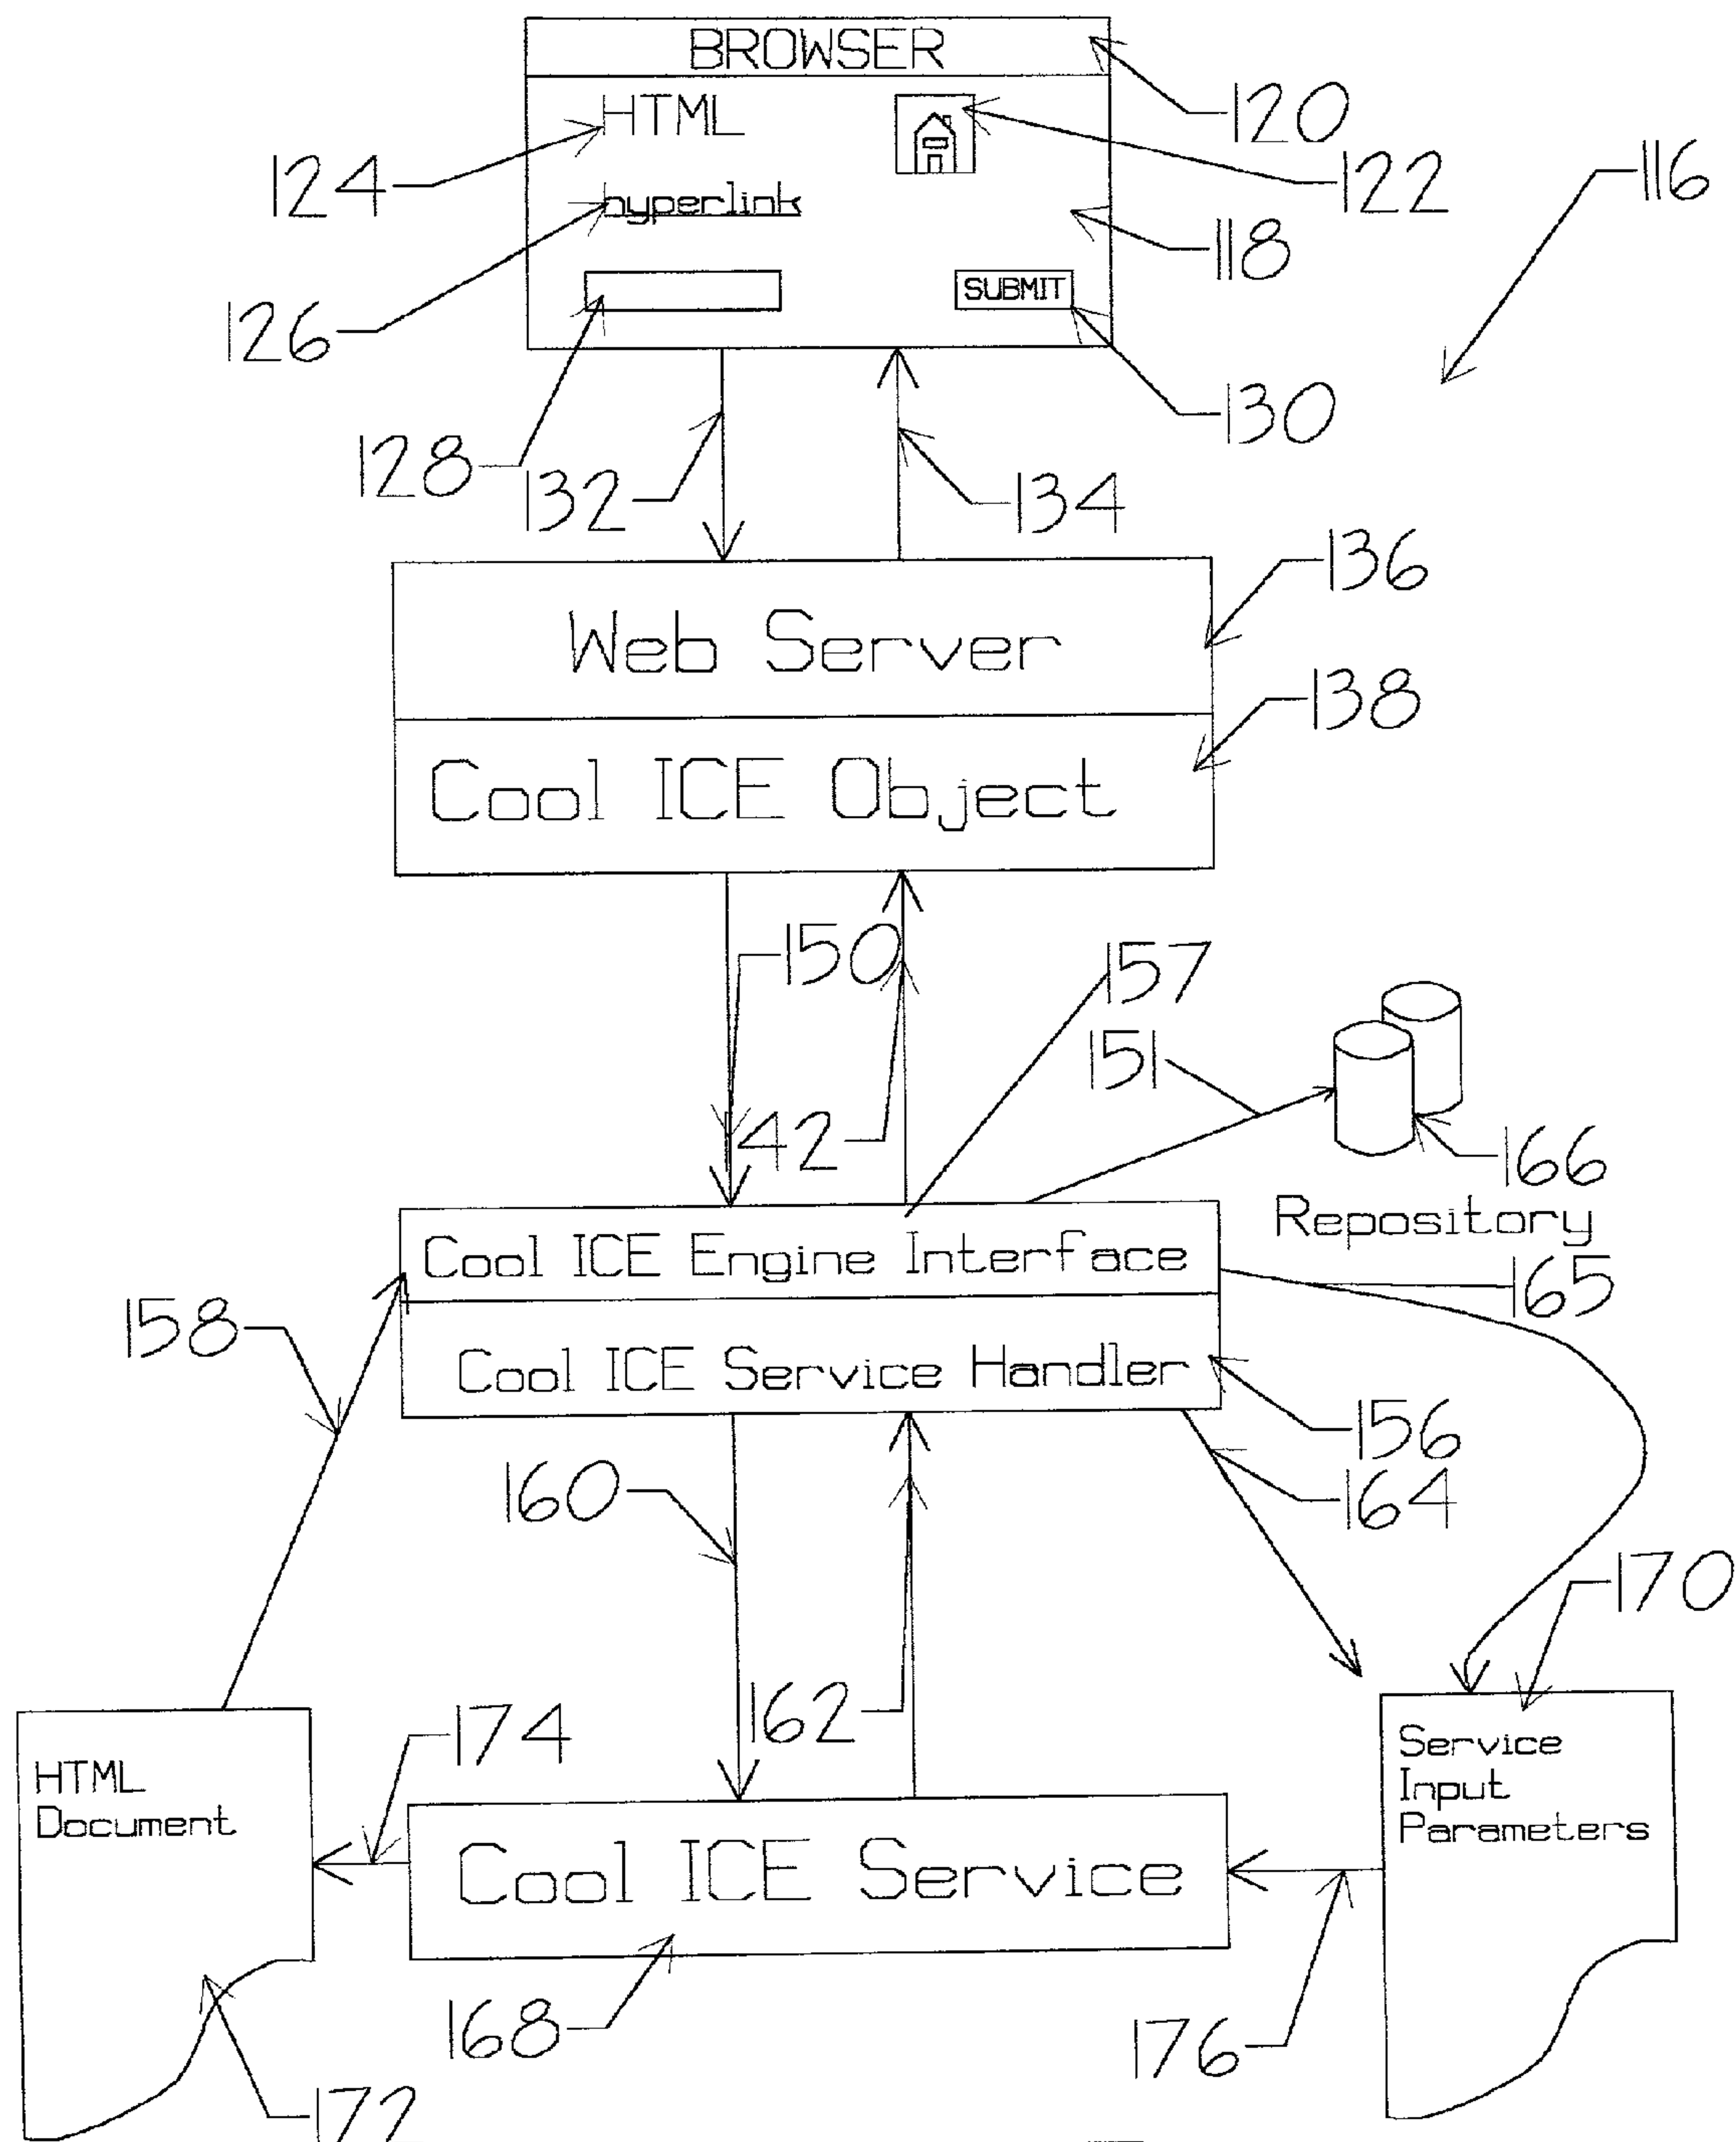 BROWSER
120
HTML
124
122
116
hyperlink
118
126
SUBMIT
130
128
132
134
136
Web Server
138
Cool ICE Object
150
157
151
42
166
Repository
Cool ICE Engine Interface
165
158
Cool ICE Service Handler
156
160
164
170
162
174
Service
Input
Parameters
HTML
Document
Cool ICE Service
168
176
172